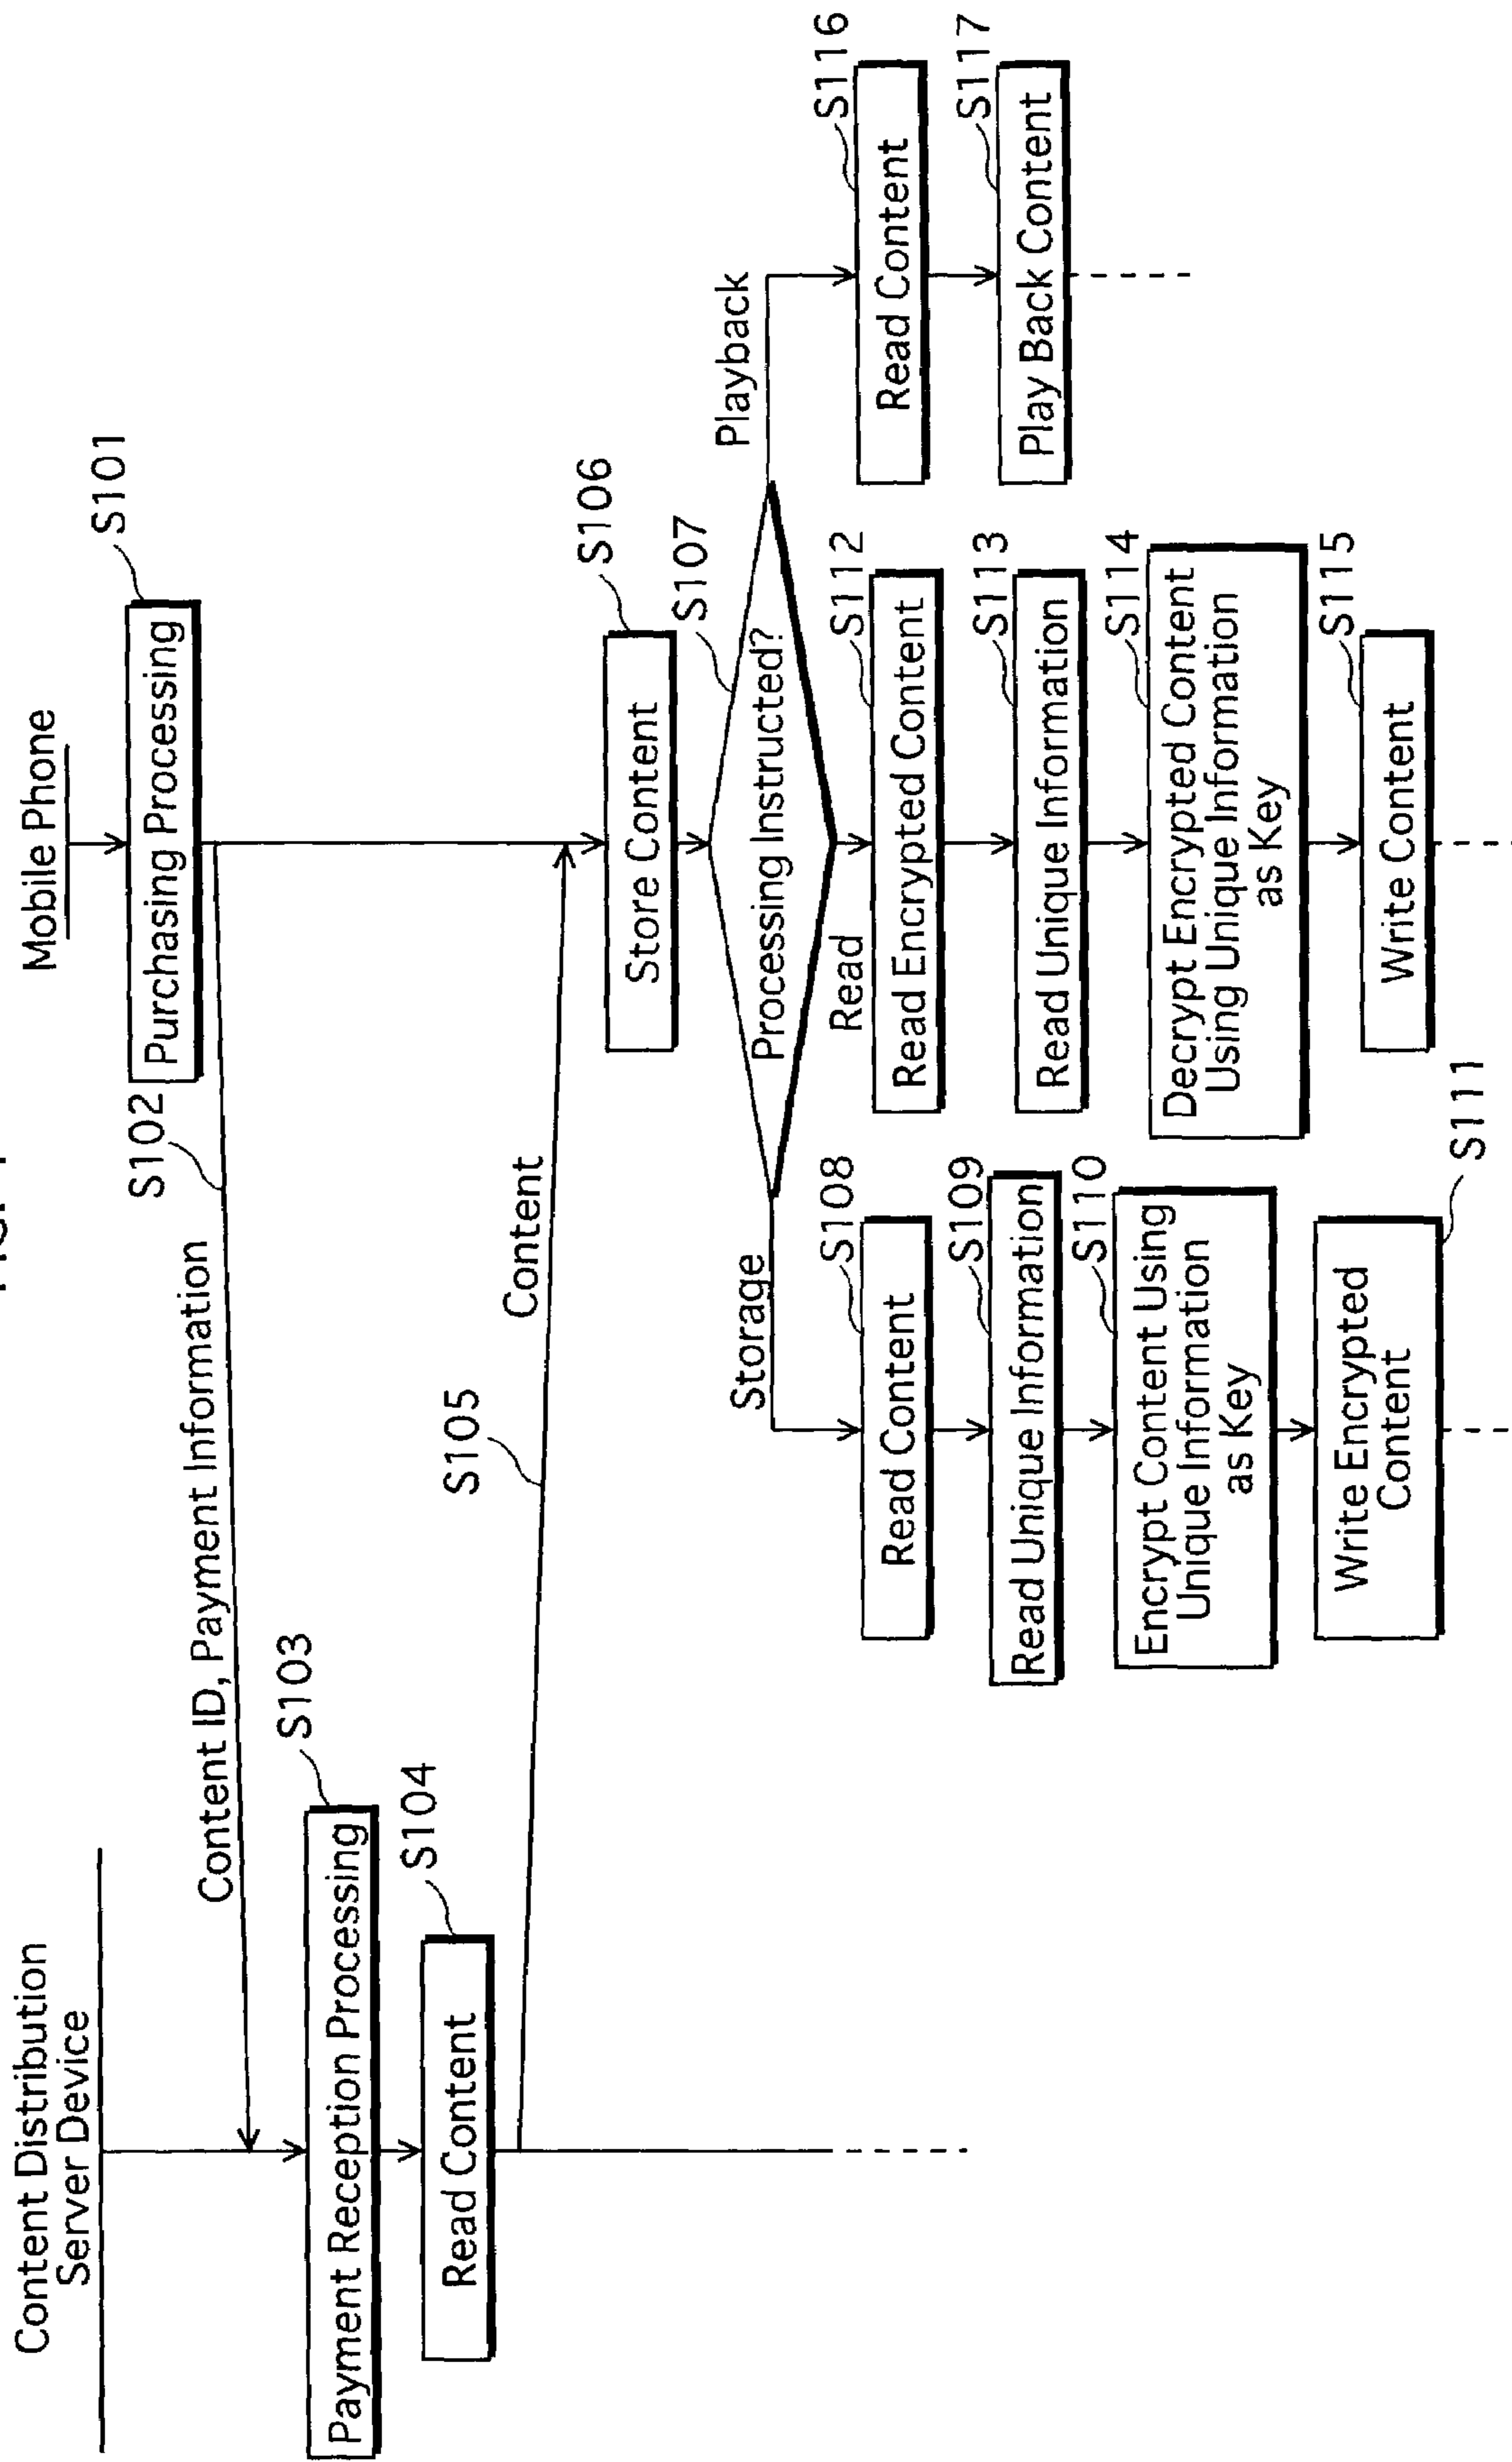 Content Distribution
Server Device
Mobile Phone
Purchasing Processing
S101
S102
Content ID, Payment Information
Payment Reception Processing
S103
Read Content
S104
S105
Content
Store Content
S106
Processing Instructed?
S107
Storage
Read
Playback
Read Content
S108
Read Unique Information
S109
Encrypt Content Using
Unique Information
as Key
S110
Write Encrypted
Content
S111
Read Encrypted Content
S112
Read Unique Information
S113
Decrypt Encrypted Content
Using Unique Information
as Key
S114
Write Content
S115
Read Content
S116
Play Back Content
S117